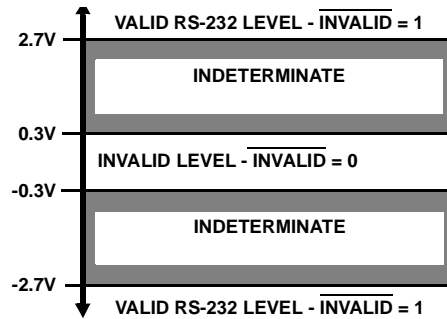 VALID RS-232 LEVEL - INVALID = 1
2.7V
INDETERMINATE
0.3V
INVALID LEVEL - INVALID = 0
-0.3V
INDETERMINATE
-2.7V
VALID RS-232 LEVEL - INVALID = 1